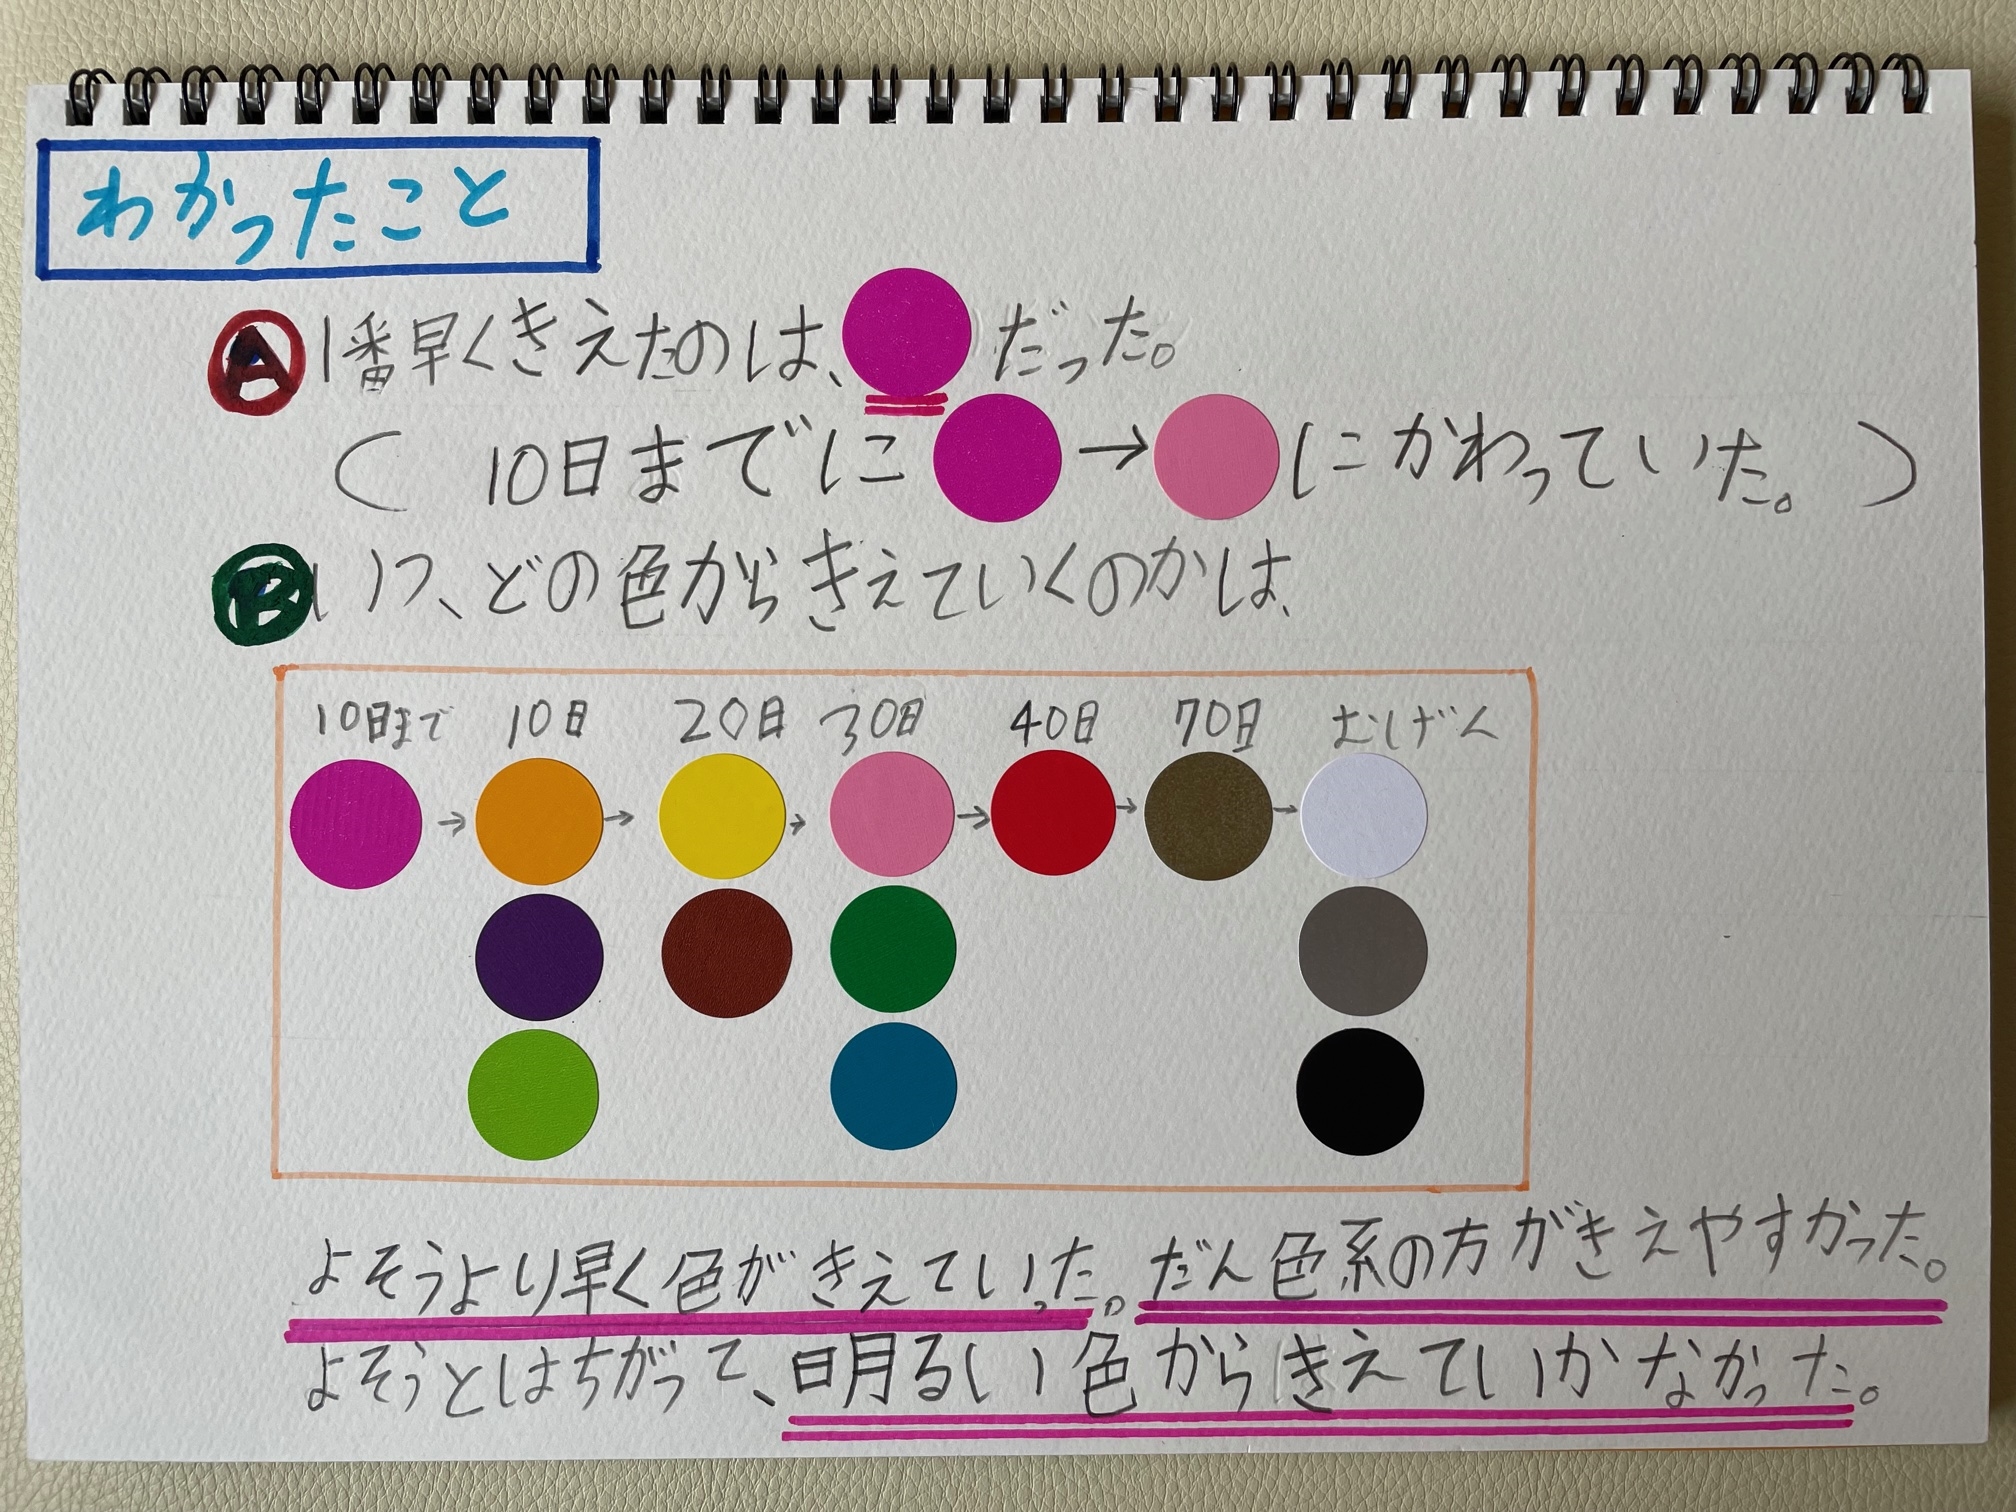 わかったこと
A 1番早くきえたのは、だった。
(10日までに→にかわっていた。)
B いつ、どの色からきえていくのかは、
10日まで 10日 20日 30日 40日 70日 むげん
→ → → → → →
よそうより早く色がきえていった。だん色系の方がきえやすかった。
よそうとはちがって、明るい色からきえていかなかった。